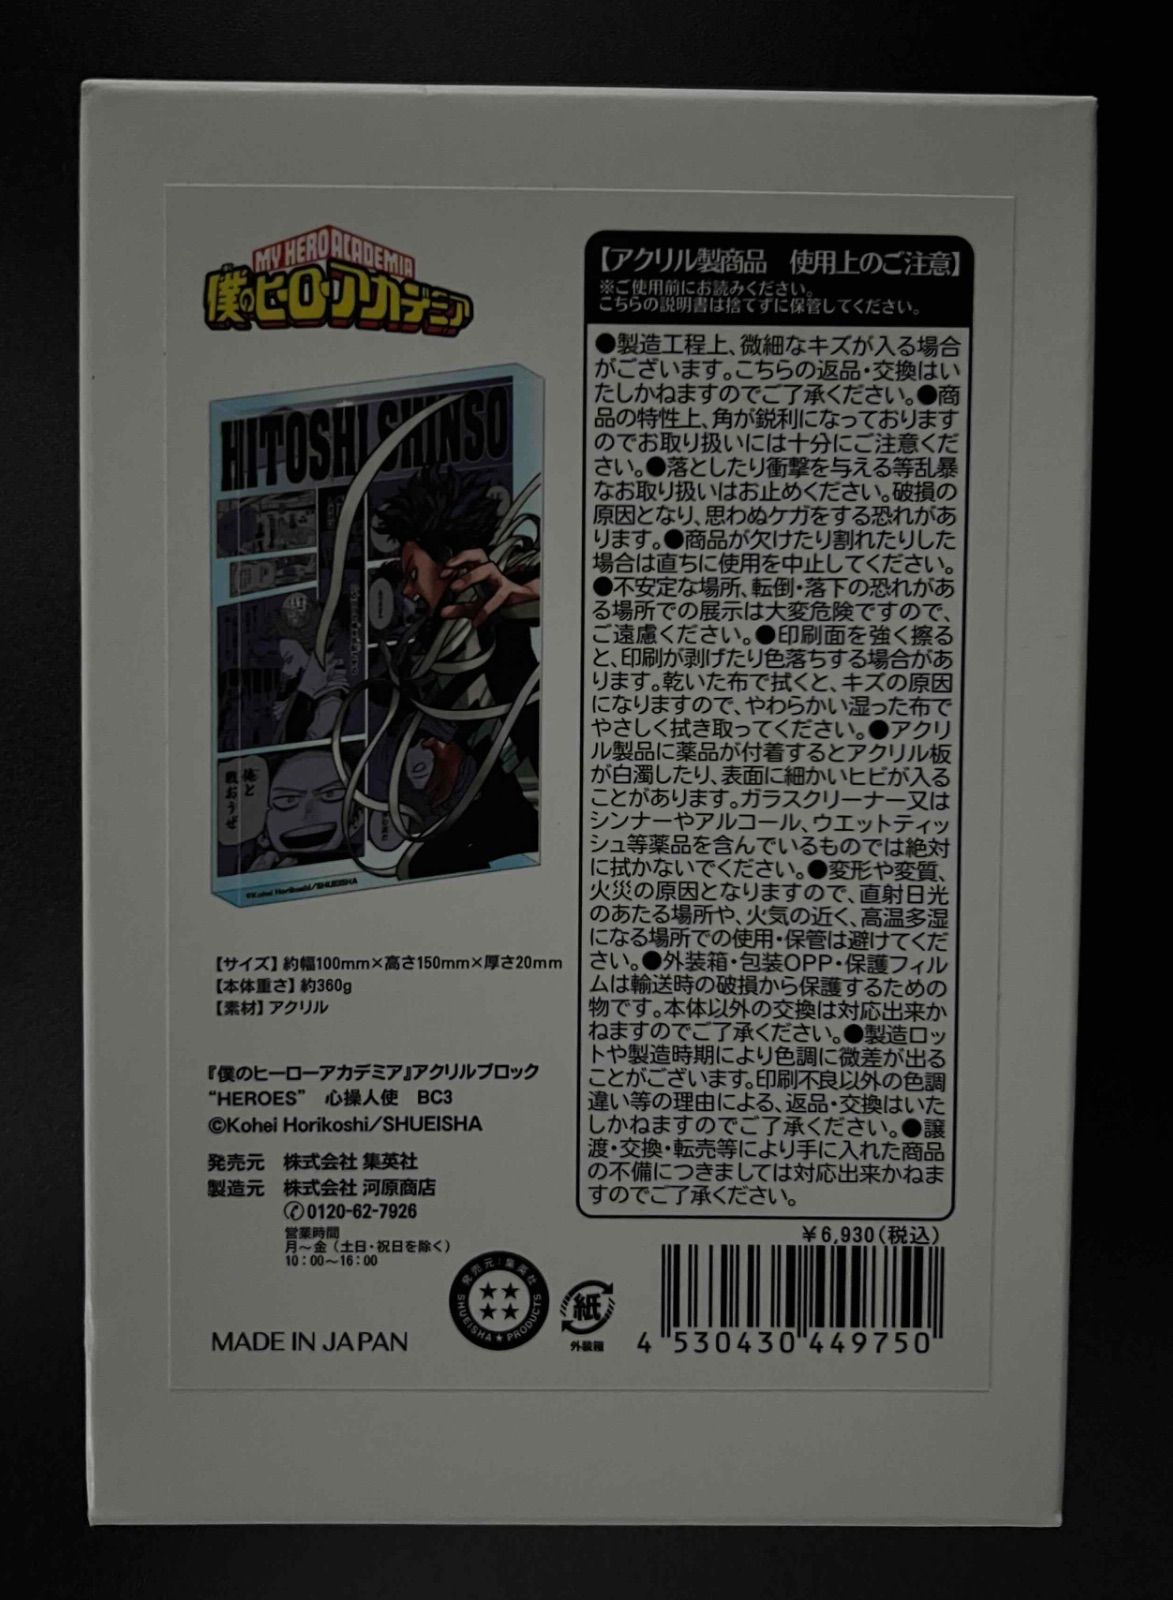 MY HERO ACADEMIA
僕のヒーローアカデミア
HITOSHI SHINSO
俺と
戦おうぜ
©Kohei Horikoshi/SHUEISHA
【サイズ】約幅100mm×高さ150mm×厚さ20mm
【本体重さ】約360g
【素材】アクリル
『僕のヒーローアカデミア』アクリルブロック
“HEROES” 心操人使 BC3
©Kohei Horikoshi/SHUEISHA
発売元 株式会社 集英社
製造元 株式会社 河原商店
✆0120-62-7926
営業時間
月~金(土日・祝日を除く)
10:00~16:00
MADE IN JAPAN
発売元:集英社
SHUEISHA★PRODUCTS
紙
外装箱
【アクリル製商品 使用上のご注意】
※ご使用前にお読みください。
こちらの説明書は捨てずに保管してください。
●製造工程上、微細なキズが入る場合
がございます。こちらの返品・交換はい
たしかねますのでご了承ください。●商
品の特性上、角が鋭利になっております
のでお取り扱いには十分にご注意くだ
さい。●落としたり衝撃を与える等乱暴
なお取り扱いはお止めください。破損の
原因となり、思わぬケガをする恐れがあ
ります。●商品が欠けたり割れたりした
場合は直ちに使用を中止してください。
●不安定な場所、転倒・落下の恐れがあ
る場所での展示は大変危険ですので、
ご遠慮ください。●印刷面を強く擦る
と、印刷が剥げたり色落ちする場合があ
ります。乾いた布で拭くと、キズの原因
になりますので、やわらかい湿った布で
やさしく拭き取ってください。●アクリ
ル製品に薬品が付着するとアクリル板
が白濁したり、表面に細かいヒビが入る
ことがあります。ガラスクリーナー又は
シンナーやアルコール、ウエットティッ
シュ等薬品を含んでいるものでは絶対
に拭かないでください。●変形や変質、
火災の原因となりますので、直射日光
のあたる場所や、火気の近く、高温多湿
になる場所での使用・保管は避けてくだ
さい。●外装箱・包装OPP・保護フィル
ムは輸送時の破損から保護するための
物です。本体以外の交換は対応出来か
ねますのでご了承ください。●製造ロッ
トや製造時期により色調に微差が出る
ことがございます。印刷不良以外の色調
違い等の理由による、返品・交換はいた
しかねますのでご了承ください。●譲
渡・交換・転売等により手に入れた商品
の不備につきましては対応出来かねま
すのでご了承ください。
¥6,930(税込)
4 530430 449750